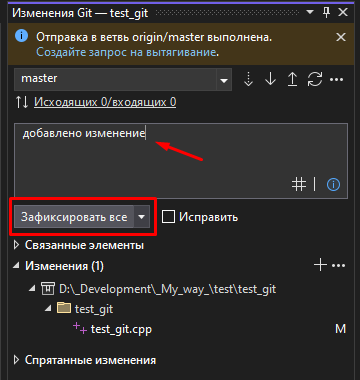 Изменения Git — test_git
Отправка в ветвь origin/master выполнена.
Создайте запрос на вытягивание.
master
Исходящих 0/входящих 0
добавлено изменение
Зафиксировать все
Исправить
Связанные элементы
Изменения (1)
D:\_Development\_My_way_\test\test_git
test_git
test_git.cpp M
Спрятанные изменения